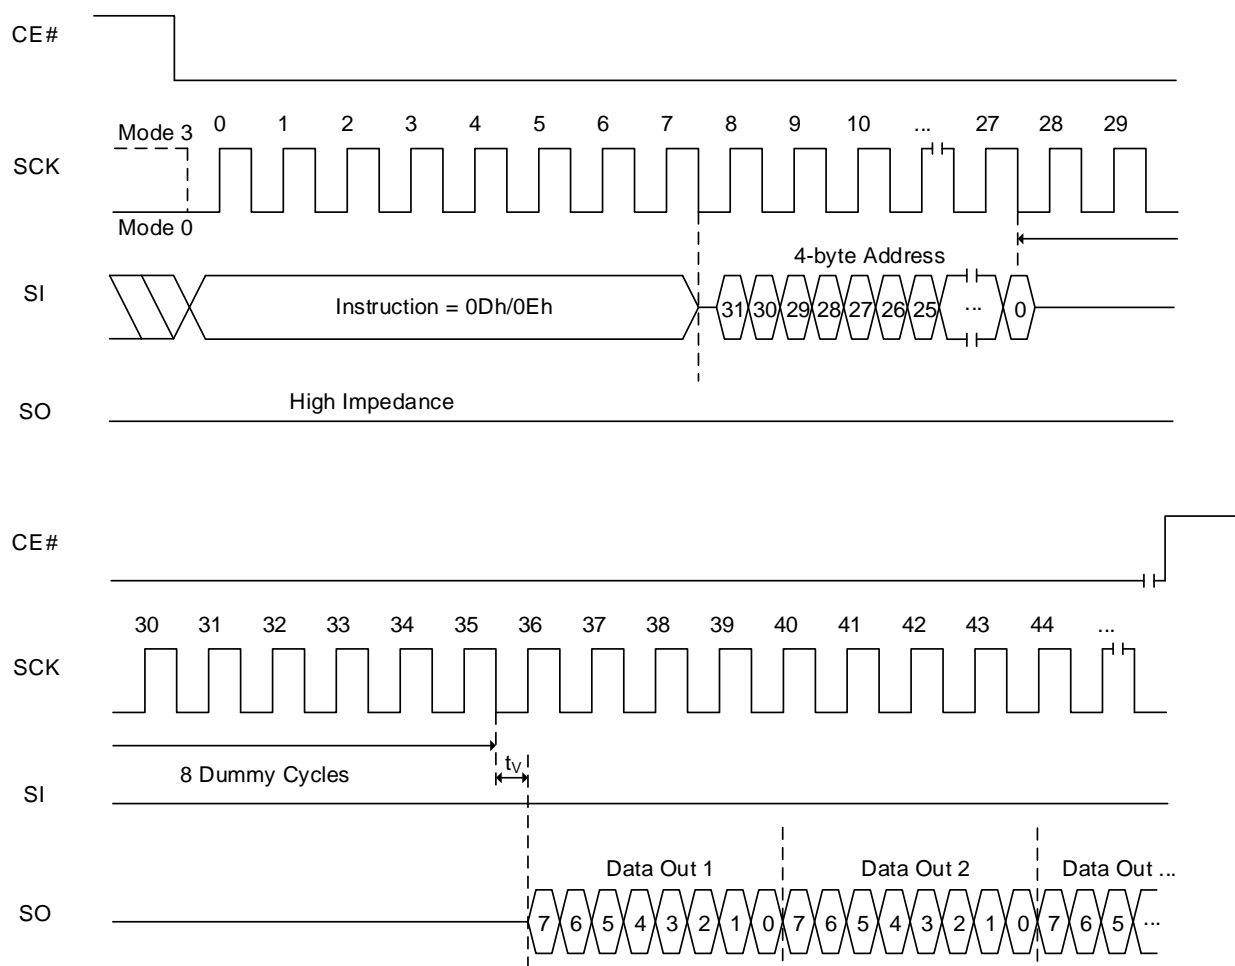 CE#
0 1 2 3 4 5 6 7 8 9 10 ... 27 28 29
Mode 3
SCK
Mode 0
4-byte Address
SI
Instruction = 0Dh/0Eh
31 30 29 28 27 26 25 ... 0
High Impedance
SO
CE#
30 31 32 33 34 35 36 37 38 39 40 41 42 43 44 ...
SCK
tV
8 Dummy Cycles
SI
Data Out 1 Data Out 2 Data Out ...
SO
7 6 5 4 3 2 1 0 7 6 5 4 3 2 1 0 7 6 5 ...